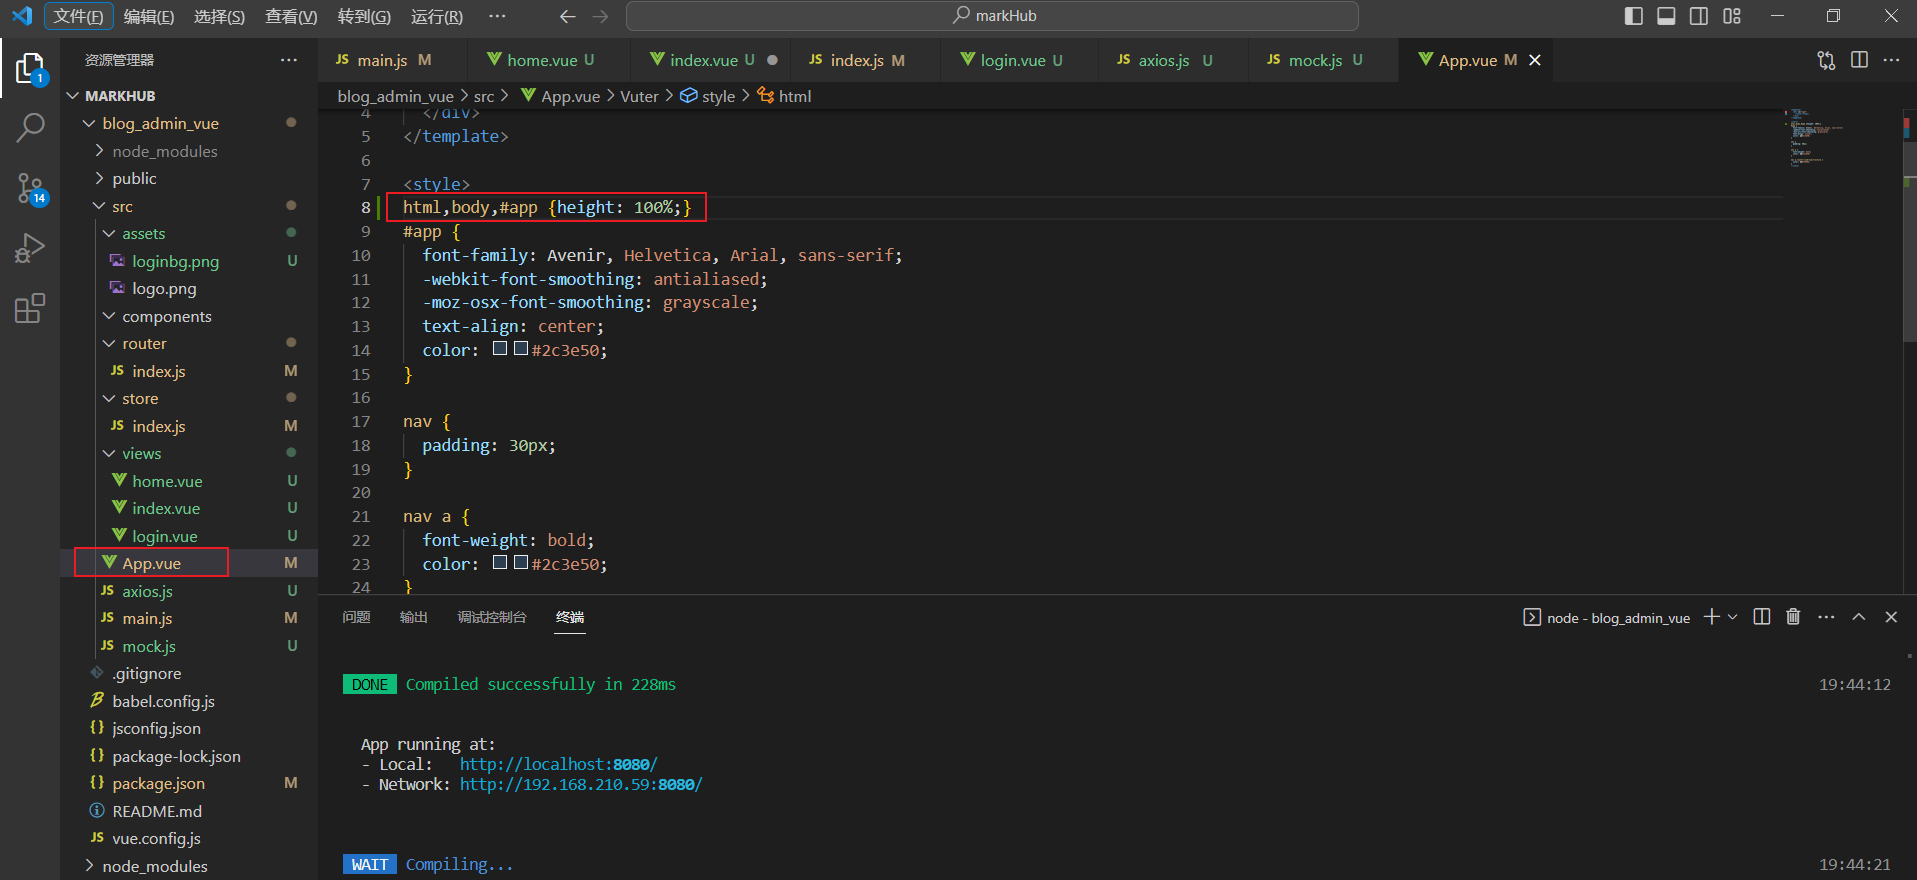 文件(F) 编辑(E) 选择(S) 查看(V) 转到(G) 运行(R) ··· markHub
资源管理器 ···
MARKHUB
blog_admin_vue
node_modules
public
src
assets
loginbg.png U
logo.png
components
router
JS index.js M
store
JS index.js M
views
home.vue U
index.vue U
login.vue U
App.vue M
JS axios.js U
JS main.js M
JS mock.js U
.gitignore
babel.config.js
{} jsconfig.json
{} package-lock.json
{} package.json M
README.md
JS vue.config.js
node_modules
1
14
JS main.js M home.vue U index.vue U JS index.js M login.vue U JS axios.js U JS mock.js U App.vue M
blog_admin_vue > src > App.vue > Vuter > style > html
4 </div>
5 </template>
6
7 <style>
8 html,body,#app {height: 100%;}
9 #app {
10 font-family: Avenir, Helvetica, Arial, sans-serif;
11 -webkit-font-smoothing: antialiased;
12 -moz-osx-font-smoothing: grayscale;
13 text-align: center;
14 color: #2c3e50;
15 }
16
17 nav {
18 padding: 30px;
19 }
20
21 nav a {
22 font-weight: bold;
23 color: #2c3e50;
24 }
问题 输出 调试控制台 终端 node - blog_admin_vue
DONE Compiled successfully in 228ms 19:44:12
App running at:
- Local: http://localhost:8080/
- Network: http://192.168.210.59:8080/
WAIT Compiling... 19:44:21